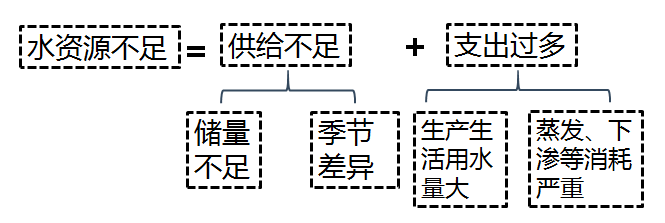 水资源不足 = 供给不足 + 支出过多
储量
不足
季节
差异
生产生
活用水
量大
蒸发、下
渗等消耗
严重